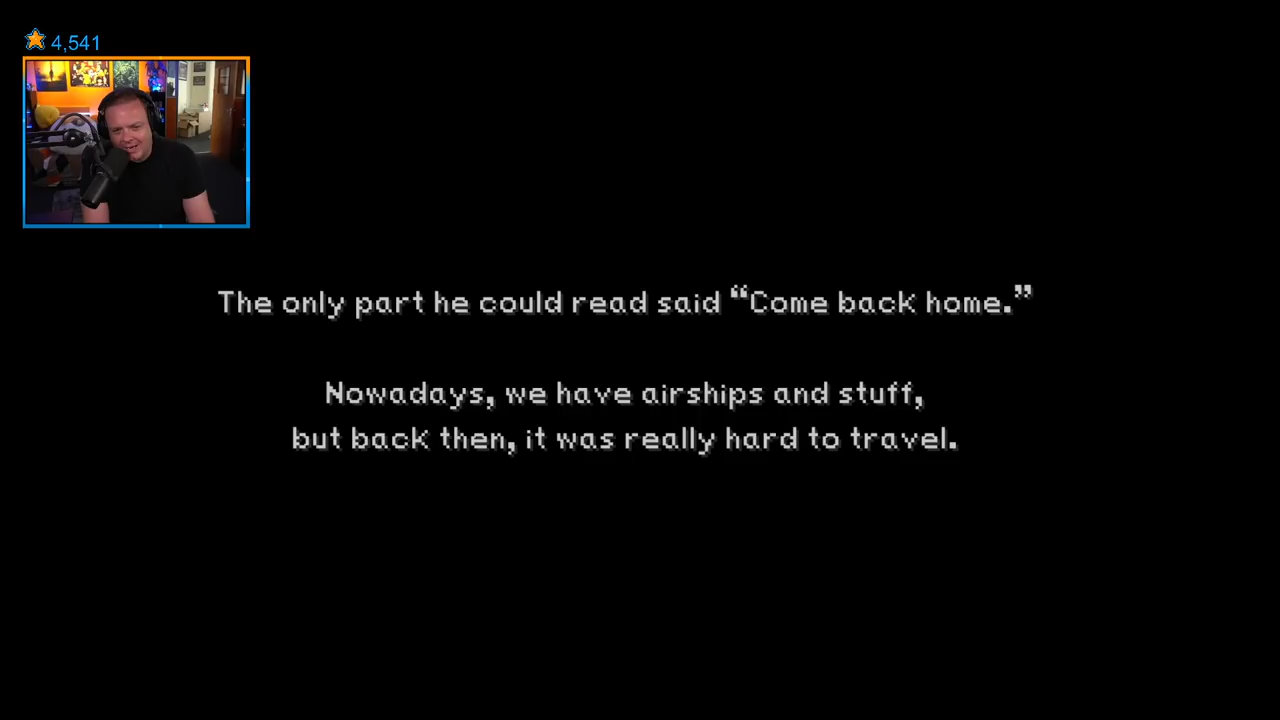 4,541
The only part he could read said “Come back home.”
Nowadays, we have airships and stuff,
but back then, it was really hard to travel.